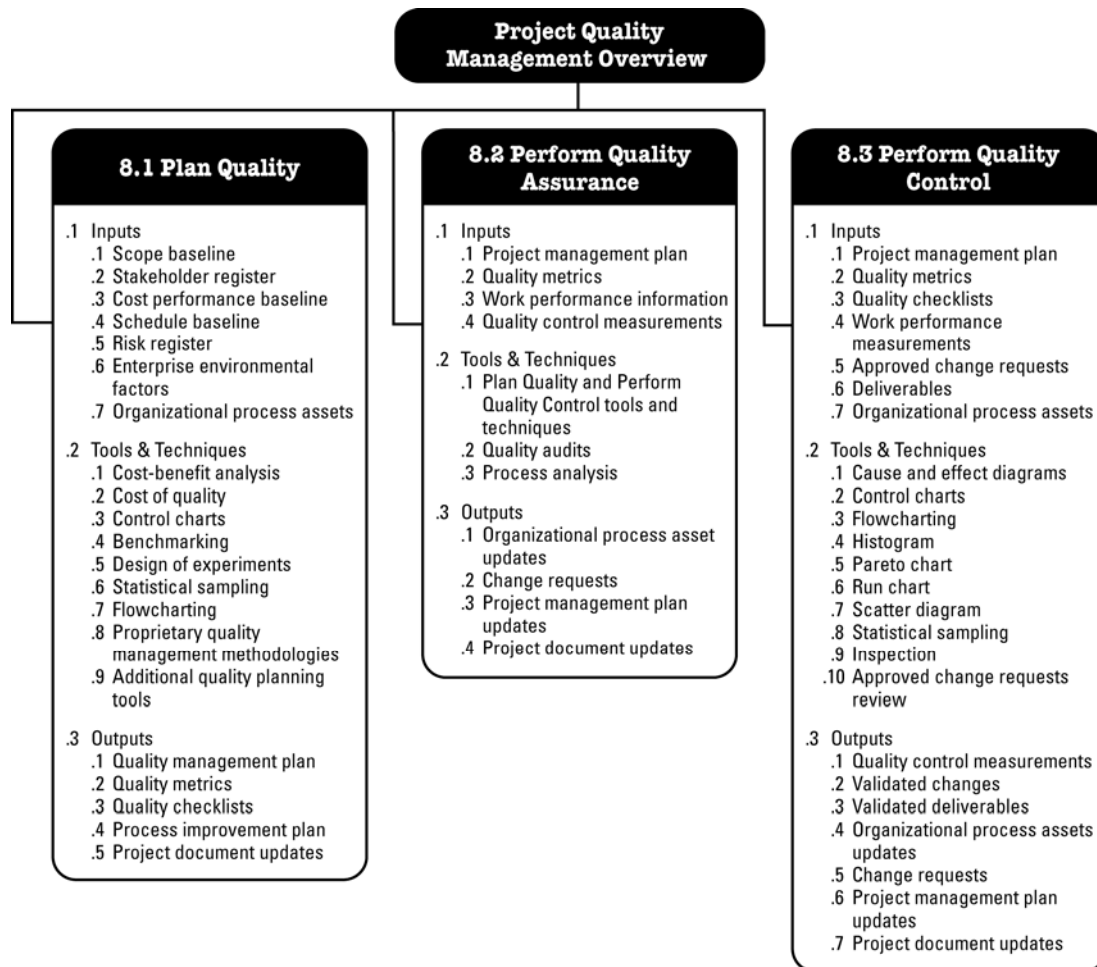 Project Quality
Management Overview
8.1 Plan Quality
.1 Inputs
.1 Scope baseline
.2 Stakeholder register
.3 Cost performance baseline
.4 Schedule baseline
.5 Risk register
.6 Enterprise environmental
factors
.7 Organizational process assets
.2 Tools & Techniques
.1 Cost-benefit analysis
.2 Cost of quality
.3 Control charts
.4 Benchmarking
.5 Design of experiments
.6 Statistical sampling
.7 Flowcharting
.8 Proprietary quality
management methodologies
.9 Additional quality planning
tools
.3 Outputs
.1 Quality management plan
.2 Quality metrics
.3 Quality checklists
.4 Process improvement plan
.5 Project document updates
8.2 Perform Quality
Assurance
.1 Inputs
.1 Project management plan
.2 Quality metrics
.3 Work performance information
.4 Quality control measurements
.2 Tools & Techniques
.1 Plan Quality and Perform
Quality Control tools and
techniques
.2 Quality audits
.3 Process analysis
.3 Outputs
.1 Organizational process asset
updates
.2 Change requests
.3 Project management plan
updates
.4 Project document updates
8.3 Perform Quality
Control
.1 Inputs
.1 Project management plan
.2 Quality metrics
.3 Quality checklists
.4 Work performance
measurements
.5 Approved change requests
.6 Deliverables
.7 Organizational process assets
.2 Tools & Techniques
.1 Cause and effect diagrams
.2 Control charts
.3 Flowcharting
.4 Histogram
.5 Pareto chart
.6 Run chart
.7 Scatter diagram
.8 Statistical sampling
.9 Inspection
.10 Approved change requests
review
.3 Outputs
.1 Quality control measurements
.2 Validated changes
.3 Validated deliverables
.4 Organizational process assets
updates
.5 Change requests
.6 Project management plan
updates
.7 Project document updates